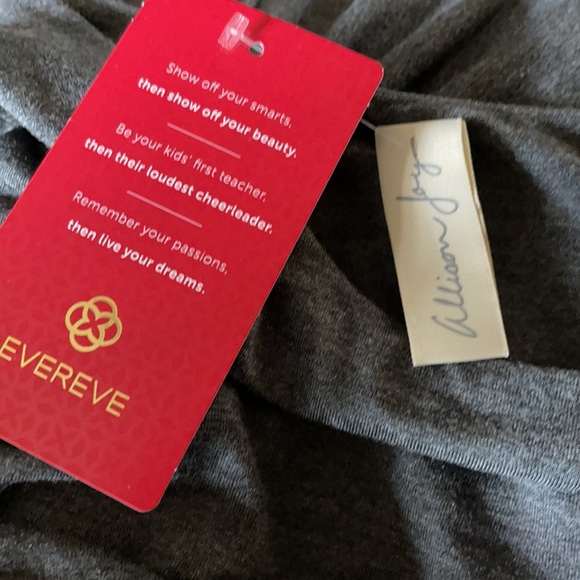 Show off your smarts,
then show off your beauty.
Be your kids' first teacher,
then their loudest cheerleader.
Remember your passions,
then live your dreams.
EVEREVE
allison joy